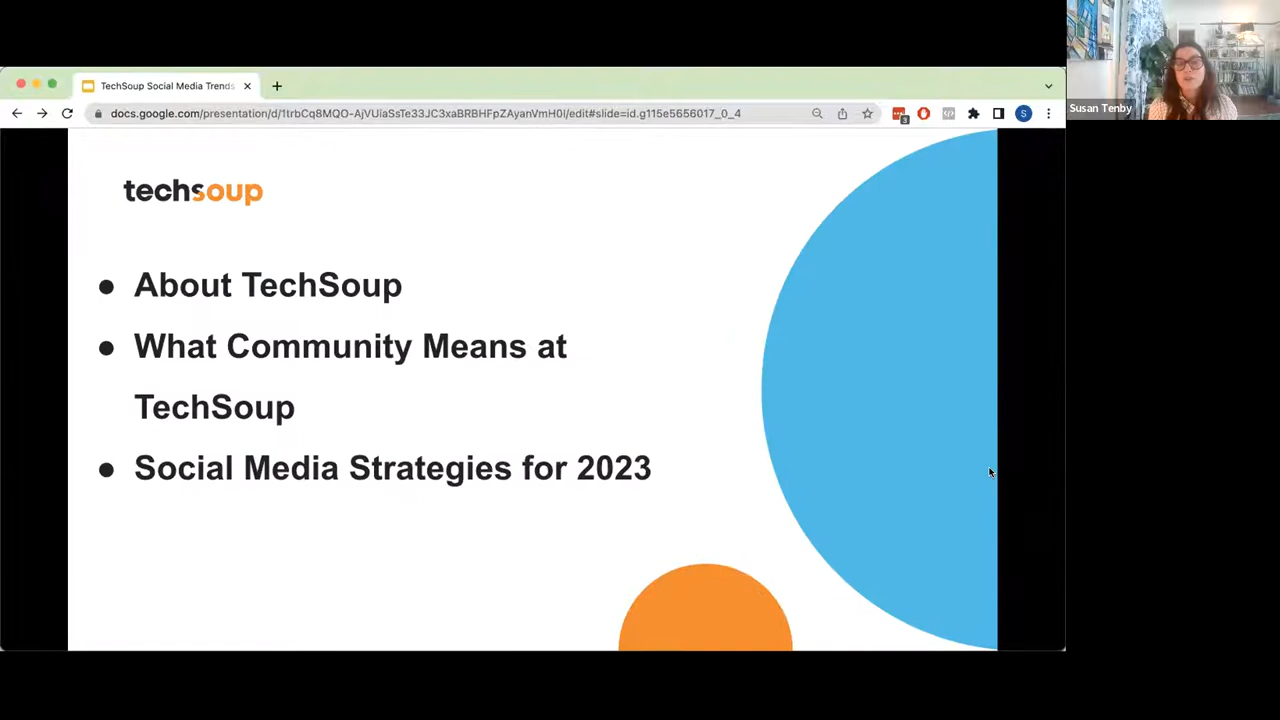 TechSoup Social Media Trends
docs.google.com/presentation/d/1trbCq8MQO-AjVUiaSsTe33JC3xaBRBHFpZAyanVmH0I/edit#slide=id.g115e5656017_0_4
3
S
Susan Tenby
techsoup
● About TechSoup
● What Community Means at
TechSoup
● Social Media Strategies for 2023